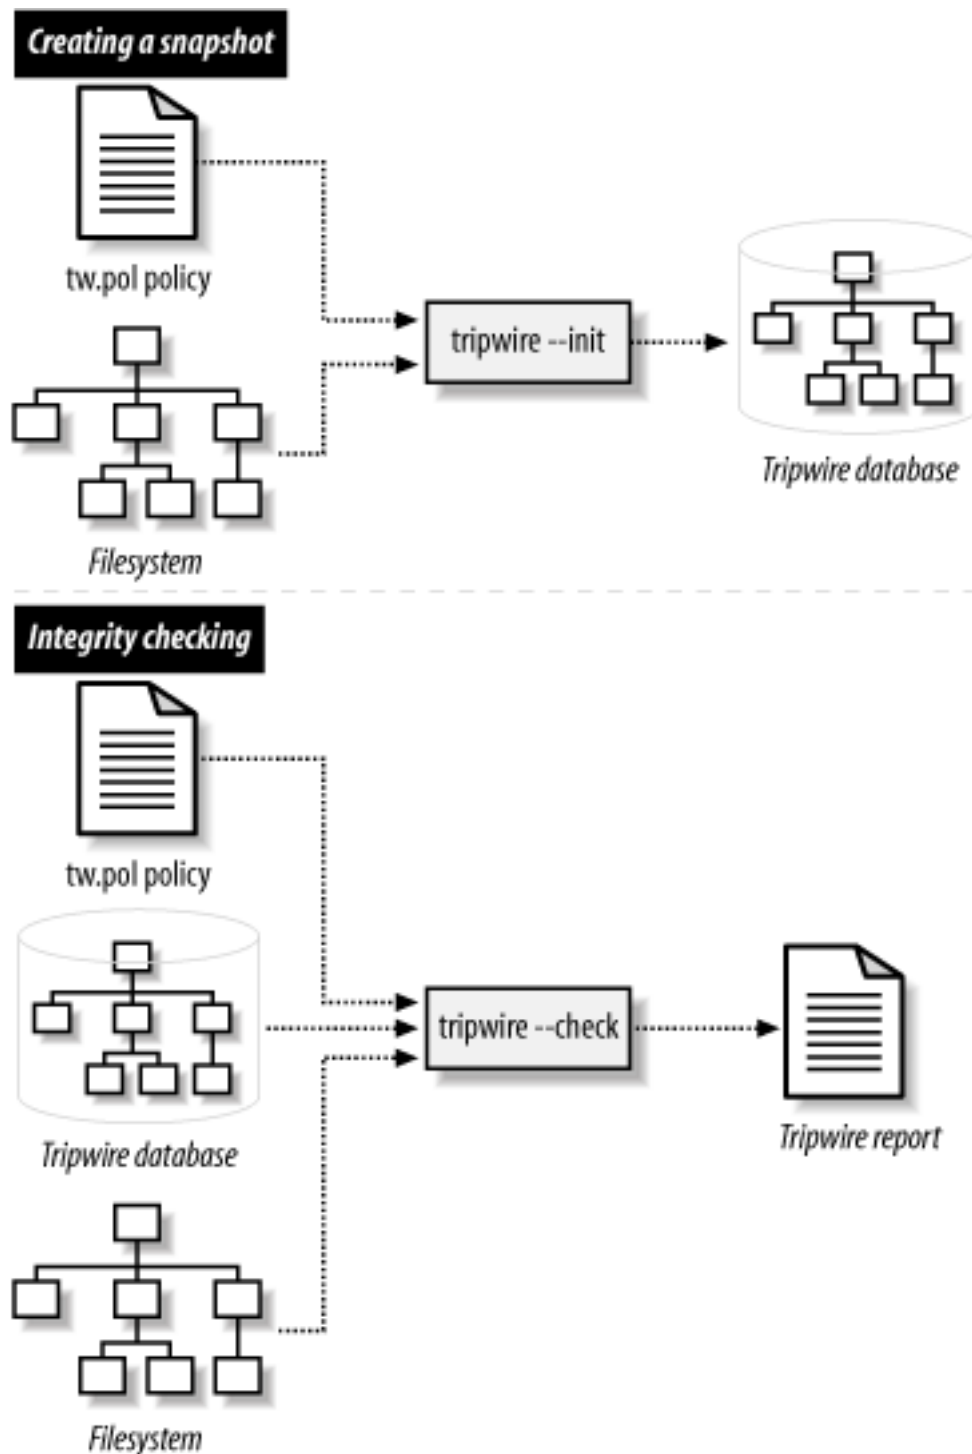 Creating a snapshot
tw.pol policy
tripwire --init
Tripwire database
Filesystem
Integrity checking
tw.pol policy
Tripwire database
tripwire --check
Tripwire report
Filesystem